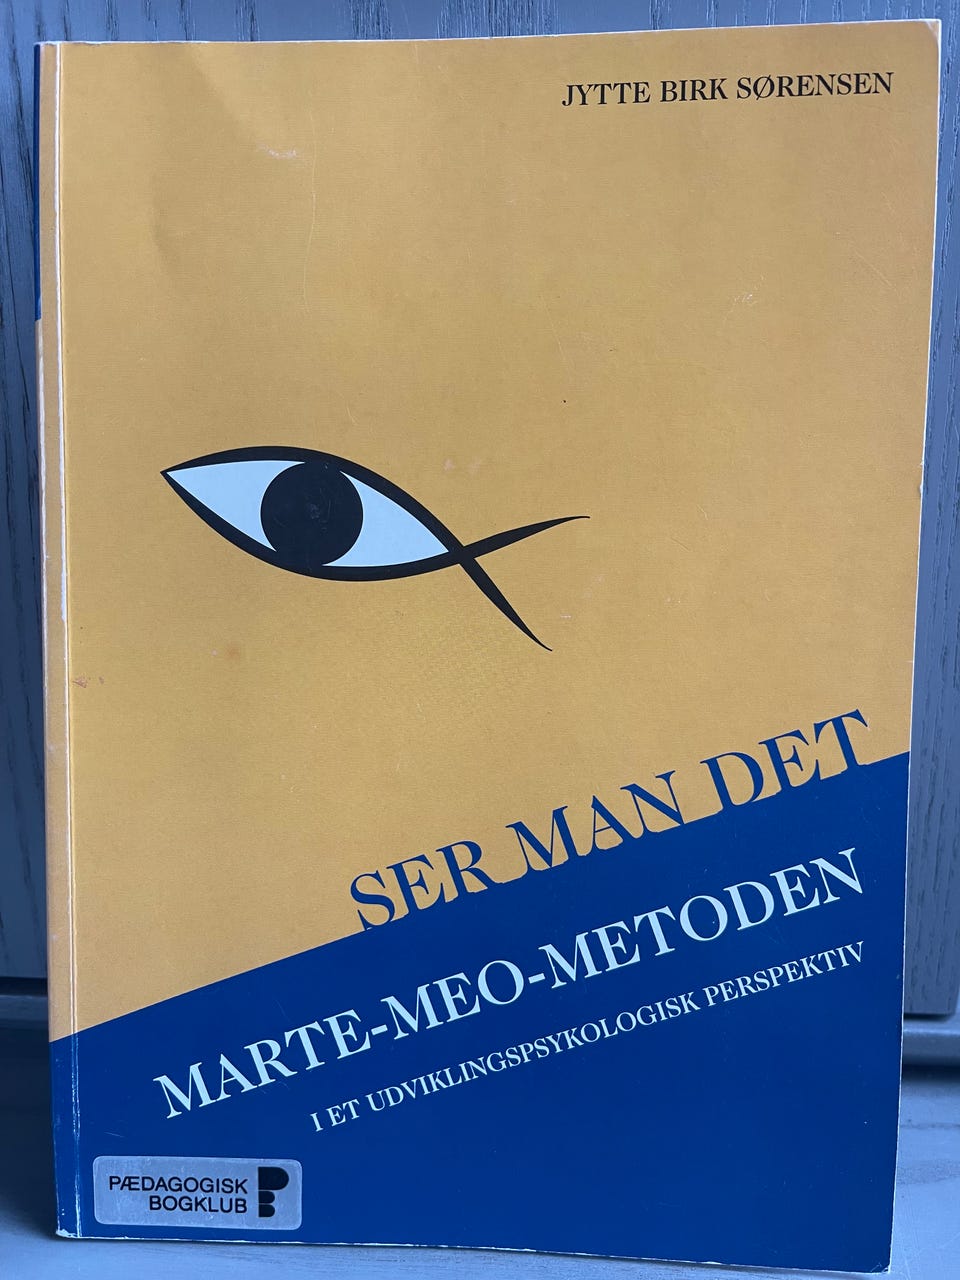 JYTTE BIRK SØRENSEN
SER MAN DET
MARTE-MEO-METODEN
I ET UDVIKLINGSPSYKOLOGISK PERSPEKTIV
PÆDAGOGISK
BOGKLUB